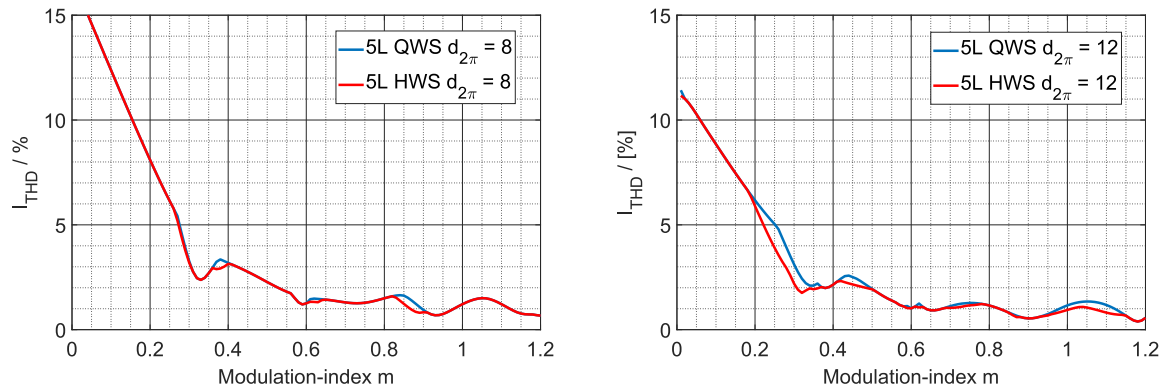 15
10
5
0
I_THD / %
5L QWS d_2π = 8
5L HWS d_2π = 8
0 0.2 0.4 0.6 0.8 1 1.2
Modulation-index m
15
10
5
0
I_THD / [%]
5L QWS d_2π = 12
5L HWS d_2π = 12
0 0.2 0.4 0.6 0.8 1 1.2
Modulation-index m